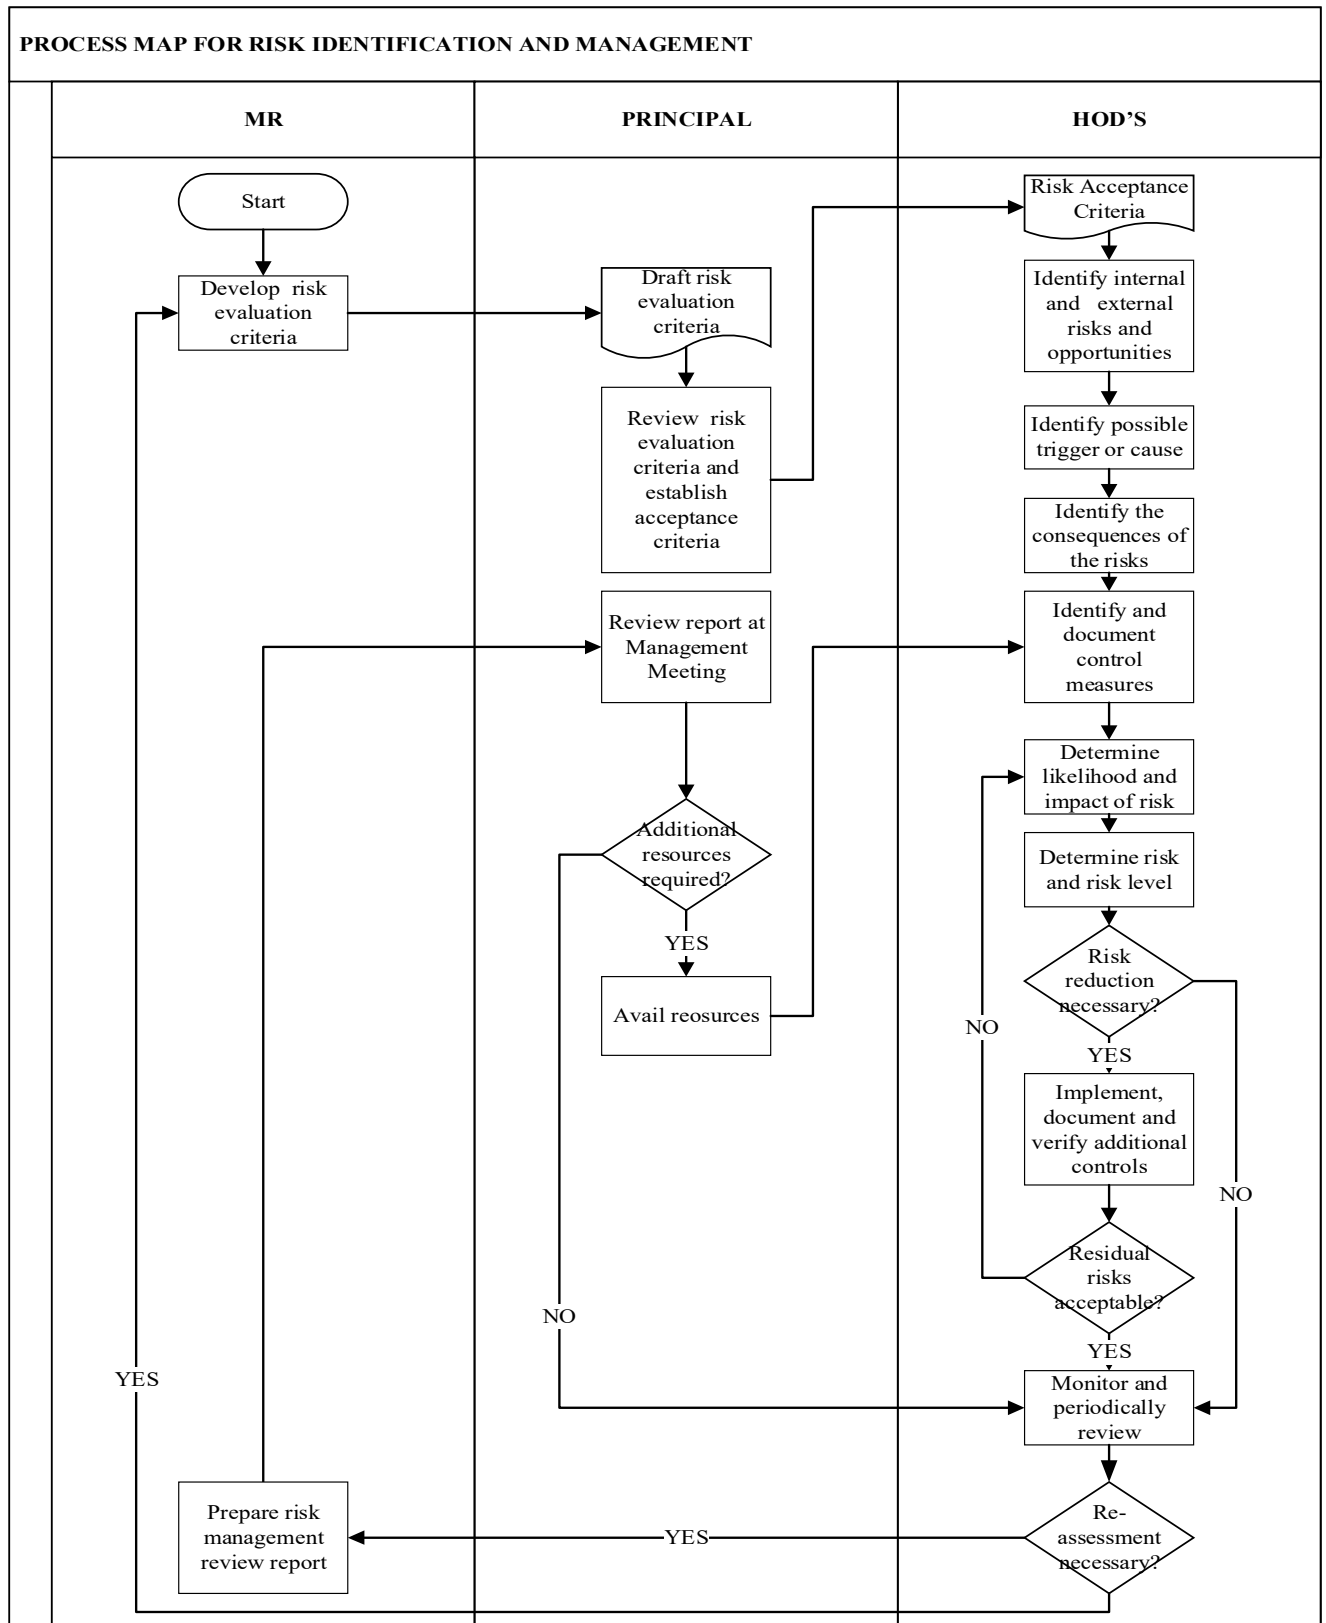 PROCESS MAP FOR RISK IDENTIFICATION AND MANAGEMENT
MR
PRINCIPAL
HOD'S
Start
Develop risk
evaluation
criteria
Draft risk
evaluation
criteria
Review risk
evaluation
criteria and
establish
acceptance
criteria
Risk Acceptance
Criteria
Identify internal
and external
risks and
opportunities
Identify possible
trigger or cause
Identify the
consequences of
the risks
Review report at
Management
Meeting
Identify and
document
control
measures
Determine
likelihood and
impact of risk
Additional
resources
required?
Determine risk
and risk level
YES
Avail reosurces
Risk
reduction
necessary?
NO
YES
Implement,
document and
verify additional
controls
NO
Residual
risks
acceptable?
NO
YES
YES
Monitor and
periodically
review
Prepare risk
management
review report
YES
Re-
assessment
necessary?